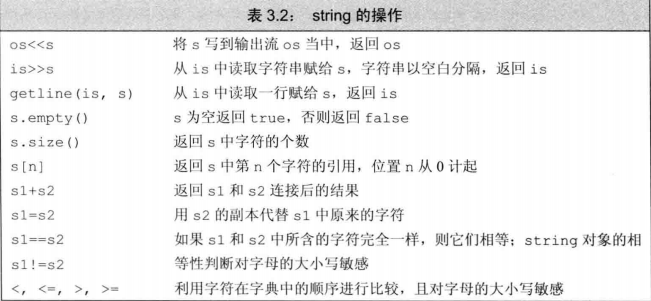 表 3.2： string 的操作
os<<s 将 s 写到输出流 os 当中，返回 os
is>>s 从 is 中读取字符串赋给 s，字符串以空白分隔，返回 is
getline(is, s) 从 is 中读取一行赋给 s，返回 is
s.empty() s 为空返回 true，否则返回 false
s.size() 返回 s 中字符的个数
s[n] 返回 s 中第 n 个字符的引用，位置 n 从 0 计起
s1+s2 返回 s1 和 s2 连接后的结果
s1=s2 用 s2 的副本代替 s1 中原来的字符
s1==s2 如果 s1 和 s2 中所含的字符完全一样，则它们相等；string 对象的相
s1!=s2 等性判断对字母的大小写敏感
<, <=, >, >= 利用字符在字典中的顺序进行比较，且对字母的大小写敏感